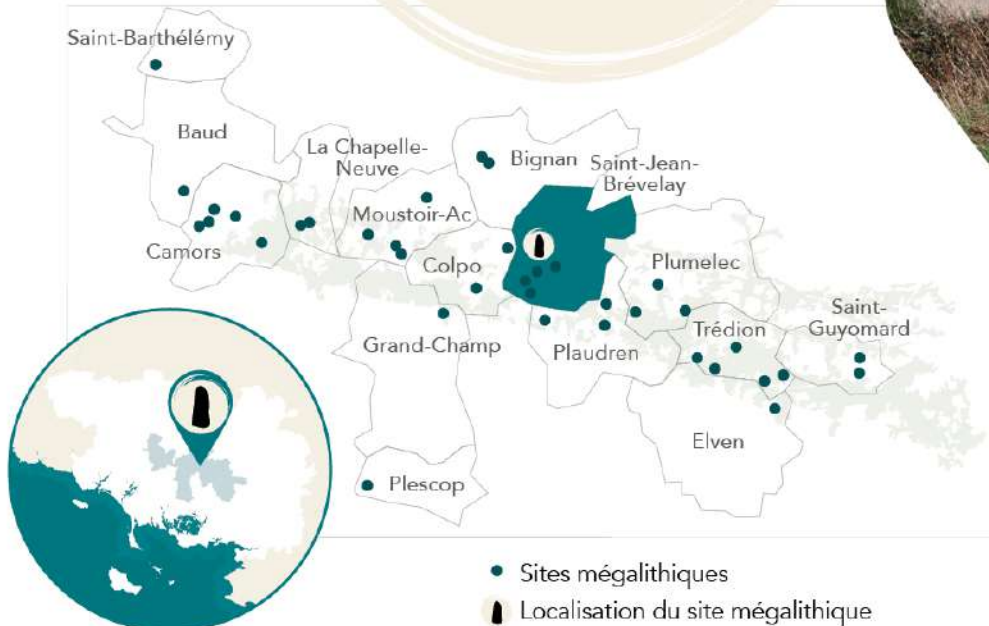 Saint-Barthélémy
Baud
La Chapelle-
Neuve
Bignan
Saint-Jean-
Brévelay
Moustoir-Ac
Camors
Colpo
Plumelec
Saint-
Guyomard
Trédion
Grand-Champ
Plaudren
Elven
Plescop
Sites mégalithiques
Localisation du site mégalithique